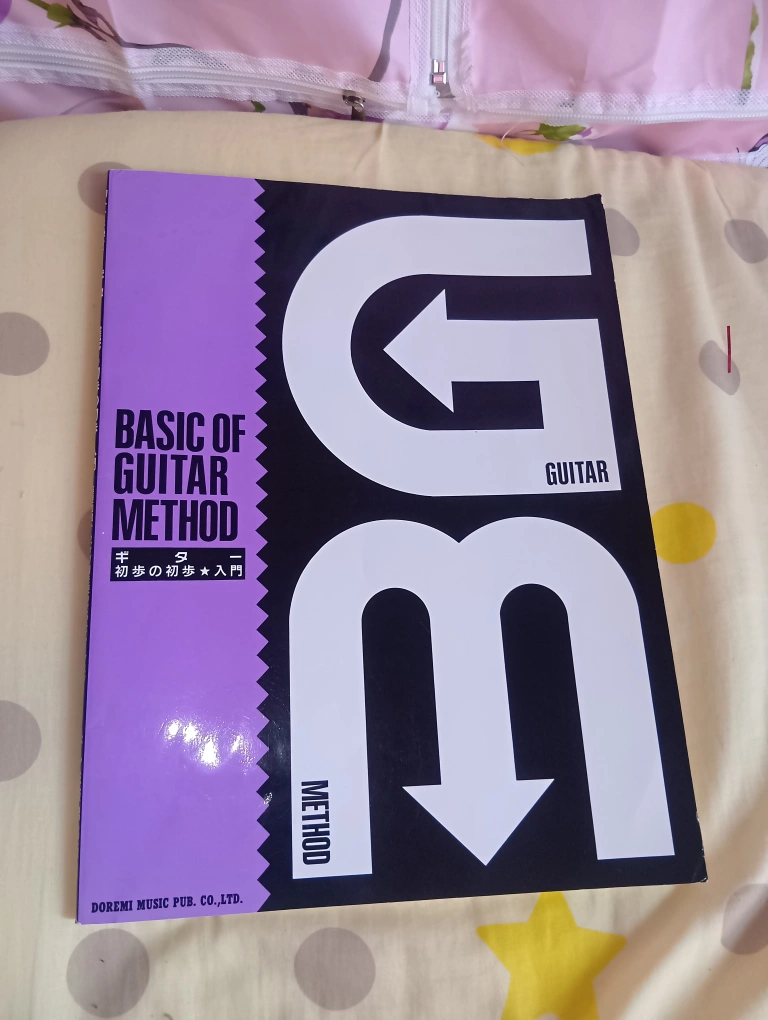 BASIC OF
GUITAR
METHOD
ギター
初歩の初歩★入門
DOREMI MUSIC PUB. CO.,LTD.
G
GUITAR
m
METHOD